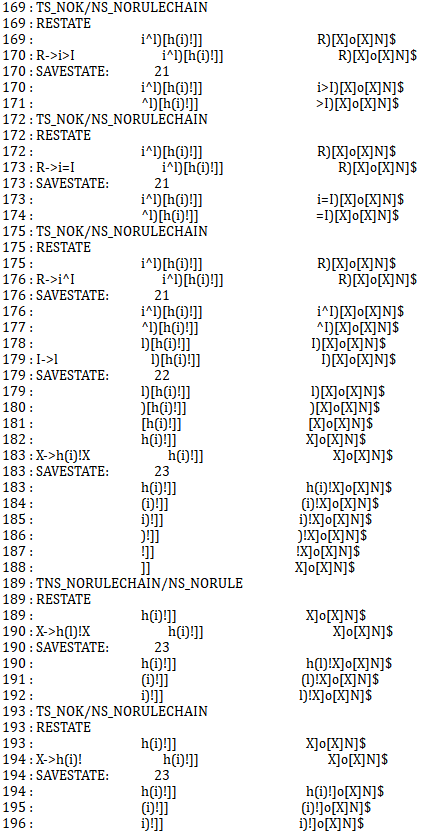 169 : TS_NOK/NS_NORULECHAIN
169 : RESTATE
169 : i^l)[h(i)!]] R)[X]o[X]N]$
170 : R->i>I i^l)[h(i)!]] R)[X]o[X]N]$
170 : SAVESTATE: 21
170 : i^l)[h(i)!]] i>I)[X]o[X]N]$
171 : ^l)[h(i)!]] >I)[X]o[X]N]$
172 : TS_NOK/NS_NORULECHAIN
172 : RESTATE
172 : i^l)[h(i)!]] R)[X]o[X]N]$
173 : R->i=I i^l)[h(i)!]] R)[X]o[X]N]$
173 : SAVESTATE: 21
173 : i^l)[h(i)!]] i=I)[X]o[X]N]$
174 : ^l)[h(i)!]] =I)[X]o[X]N]$
175 : TS_NOK/NS_NORULECHAIN
175 : RESTATE
175 : i^l)[h(i)!]] R)[X]o[X]N]$
176 : R->i^I i^l)[h(i)!]] R)[X]o[X]N]$
176 : SAVESTATE: 21
176 : i^l)[h(i)!]] i^I)[X]o[X]N]$
177 : ^l)[h(i)!]] ^I)[X]o[X]N]$
178 : l)[h(i)!]] I)[X]o[X]N]$
179 : I->l l)[h(i)!]] I)[X]o[X]N]$
179 : SAVESTATE: 22
179 : l)[h(i)!]] l)[X]o[X]N]$
180 : )[h(i)!]] )[X]o[X]N]$
181 : [h(i)!]] [X]o[X]N]$
182 : h(i)!]] X]o[X]N]$
183 : X->h(i)!X h(i)!]] X]o[X]N]$
183 : SAVESTATE: 23
183 : h(i)!]] h(i)!X]o[X]N]$
184 : (i)!]] (i)!X]o[X]N]$
185 : i)!]] i)!X]o[X]N]$
186 : )!]] )!X]o[X]N]$
187 : !]] !X]o[X]N]$
188 : ]] X]o[X]N]$
189 : TNS_NORULECHAIN/NS_NORULE
189 : RESTATE
189 : h(i)!]] X]o[X]N]$
190 : X->h(l)!X h(i)!]] X]o[X]N]$
190 : SAVESTATE: 23
190 : h(i)!]] h(l)!X]o[X]N]$
191 : (i)!]] (l)!X]o[X]N]$
192 : i)!]] l)!X]o[X]N]$
193 : TS_NOK/NS_NORULECHAIN
193 : RESTATE
193 : h(i)!]] X]o[X]N]$
194 : X->h(i)! h(i)!]] X]o[X]N]$
194 : SAVESTATE: 23
194 : h(i)!]] h(i)!]o[X]N]$
195 : (i)!]] (i)!]o[X]N]$
196 : i)!]] i)!]o[X]N]$